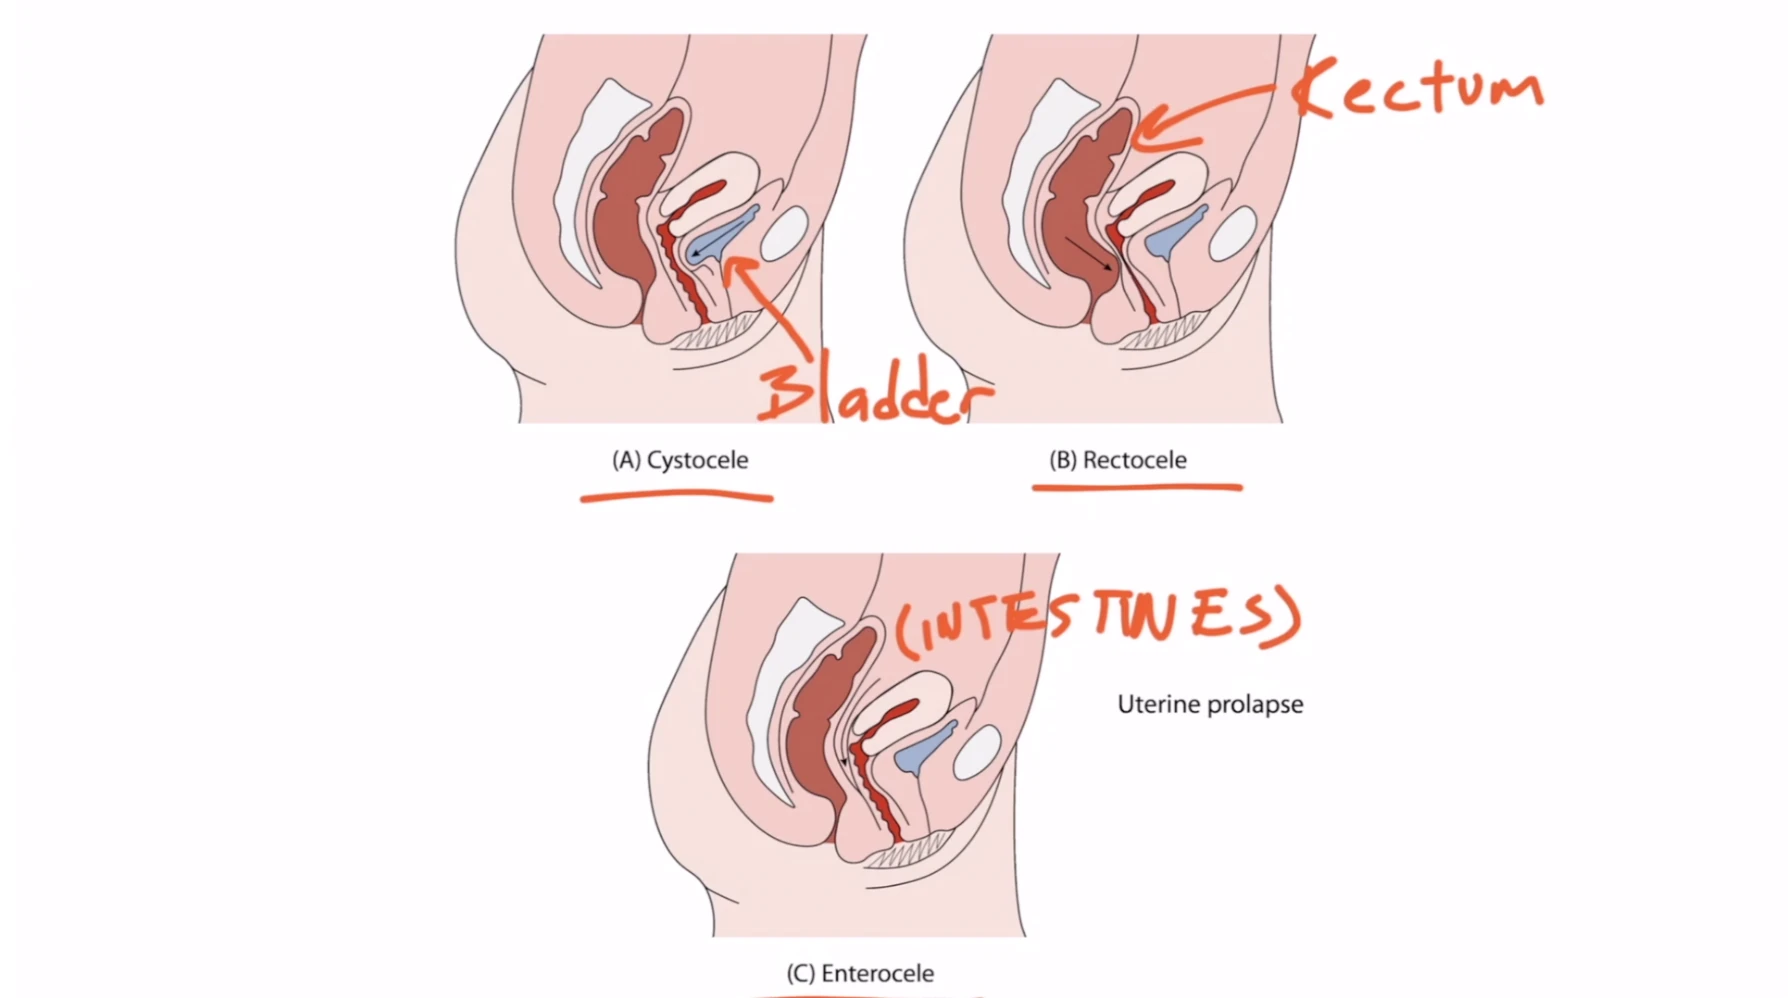 Rectum
Bladder
(A) Cystocele
(B) Rectocele
(INTESTINES)
Uterine prolapse
(C) Enterocele